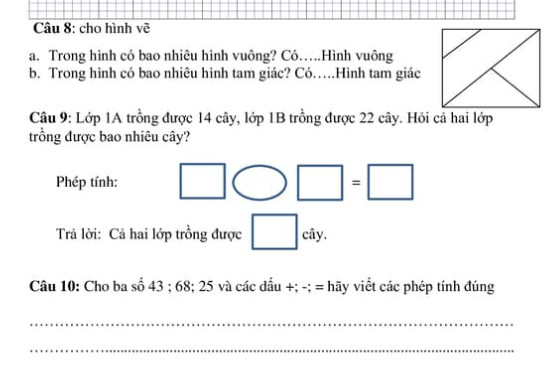 Câu 8: cho hình vẽ
a. Trong hình có bao nhiêu hình vuông? Có…..Hình vuông
b. Trong hình có bao nhiêu hình tam giác? Có…..Hình tam giác
Câu 9: Lớp 1A trồng được 14 cây, lớp 1B trồng được 22 cây. Hỏi cả hai lớp
trồng được bao nhiêu cây?
Phép tính:
=
Trả lời: Cả hai lớp trồng được cây.
Câu 10: Cho ba số 43 ; 68; 25 và các dấu +; -; = hãy viết các phép tính đúng